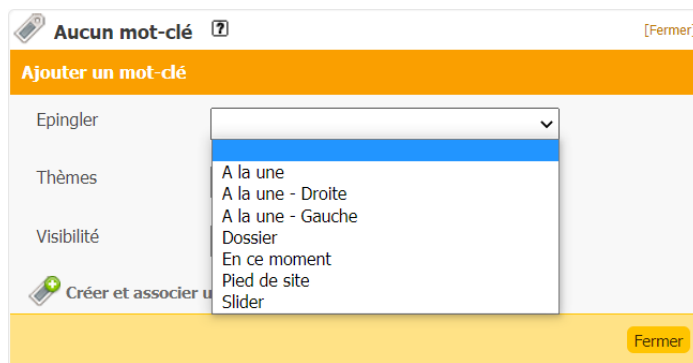 Aucun mot-clé ?
[Fermer]
Ajouter un mot-clé
Epingler
A la une
A la une - Droite
Thèmes
A la une - Gauche
Dossier
Visibilité
En ce moment
Pied de site
Créer et associer u
Slider
Fermer